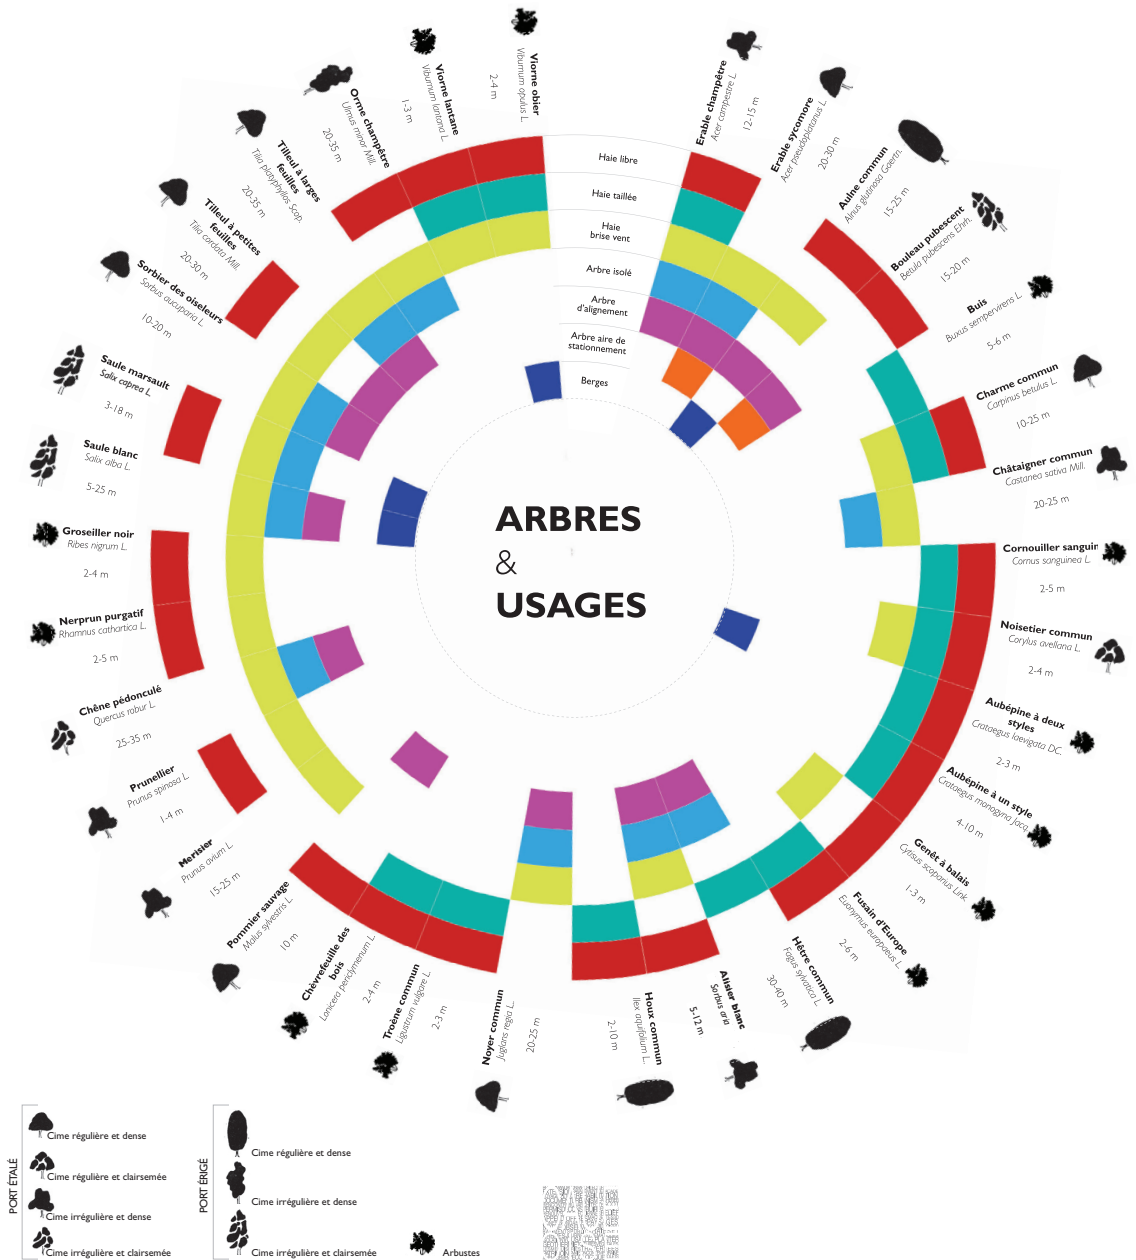 ARBRES
&
USAGES
Haie libre
Haie taillée
Haie
brise vent
Arbre isolé
Arbre
d'alignement
Arbre aire de
stationnement
Berges
Erable champêtre
Acer campestre L.
12-15 m
Erable sycomore
Acer pseudoplatanus L.
20-30 m
Aulne commun
Alnus glutinosa Gaertn.
15-25 m
Bouleau pubescent
Betula pubescens Ehrh.
15-20 m
Buis
Buxus sempervirens L.
5-6 m
Charme commun
Carpinus betulus L.
10-25 m
Châtaigner commun
Castanea sativa Mill.
20-25 m
Cornouiller sanguin
Cornus sanguinea L.
2-5 m
Noisetier commun
Corylus avellana L.
2-4 m
Aubépine à deux
styles
Crataegus laevigata DC.
2-3 m
Aubépine à un style
Crataegus monogyna Jacq.
4-10 m
Genêt à balais
Cytisus scoparius Link
1-3 m
Fusain d'Europe
Euonymus europaeus L.
2-6 m
Hêtre commun
Fagus sylvatica L.
30-40 m
Alisier blanc
Sorbus aria
5-12 m
Houx commun
Ilex aquifolium L.
2-10 m
Noyer commun
Juglans regia L.
20-25 m
Troène commun
Ligustrum vulgare L.
2-3 m
Chèvrefeuille des
bois
Lonicera periclymenum L.
2-4 m
Pommier sauvage
Malus sylvestris L.
10 m
Merisier
Prunus avium L.
15-25 m
Prunellier
Prunus spinosa L.
1-4 m
Chêne pédonculé
Quercus robur L.
25-35 m
Nerprun purgatif
Rhamnus cathartica L.
2-5 m
Groseiller noir
Ribes nigrum L.
2-4 m
Saule blanc
Salix alba L.
5-25 m
Saule marsault
Salix caprea L.
3-18 m
Sorbier des oiseleurs
Sorbus aucuparia L.
10-20 m
Tilleul à petites
feuilles
Tilia cordata Mill.
20-30 m
Tilleul à larges
feuilles
Tilia platyphyllos Scop.
20-35 m
Orme champêtre
Ulmus minor Mill.
20-35 m
Viorne lantane
Viburnum lantana L.
1-3 m
Viorne obier
Viburnum opulus L.
2-4 m
PORT ÉTALÉ
Cime régulière et dense
Cime régulière et clairsemée
Cime irrégulière et dense
Cime irrégulière et clairsemée
PORT ÉRIGÉ
Cime régulière et dense
Cime irrégulière et dense
Cime irrégulière et clairsemée
Arbustes